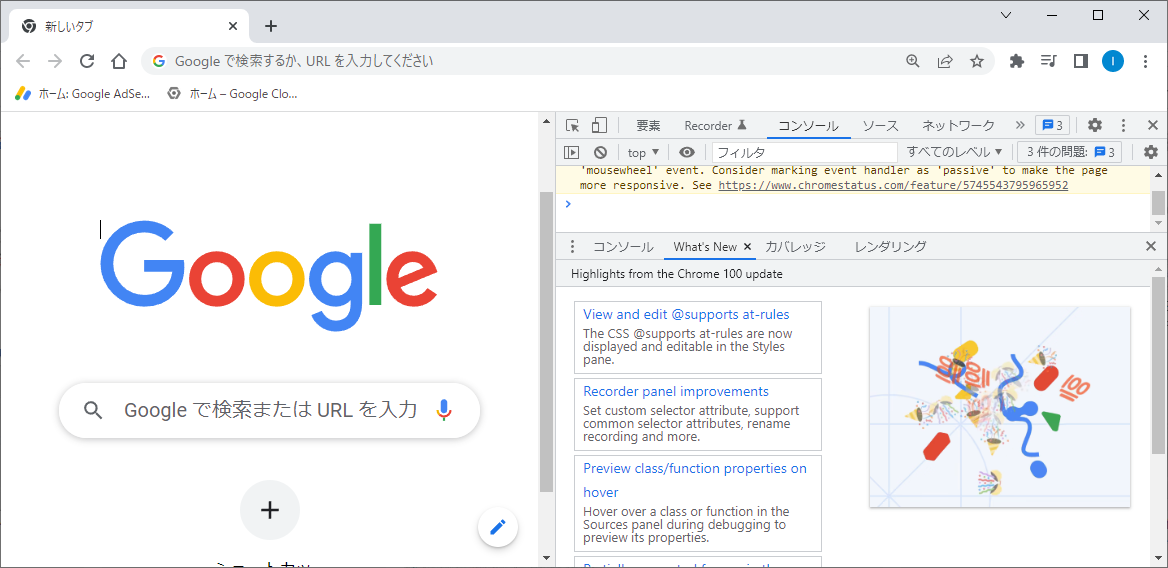 新しいタブ
Google で検索するか、URL を入力してください
I
ホーム: Google AdSe...
ホーム – Google Clo...
Google
Google で検索または URL を入力
要素
Recorder
コンソール
ソース
ネットワーク
3
top
フィルタ
すべてのレベル
3 件の問題:
3
'mousewheel' event. Consider marking event handler as 'passive' to make the page
more responsive. See https://www.chromestatus.com/feature/5745543795965952
コンソール
What's New
カバレッジ
レンダリング
Highlights from the Chrome 100 update
View and edit @supports at-rules
The CSS @supports at-rules are now
displayed and editable in the Styles
pane.
Recorder panel improvements
Set custom selector attribute, support
common selector attributes, rename
recording and more.
Preview class/function properties on
hover
Hover over a class or function in the
Sources panel during debugging to
preview its properties.
100
100
100